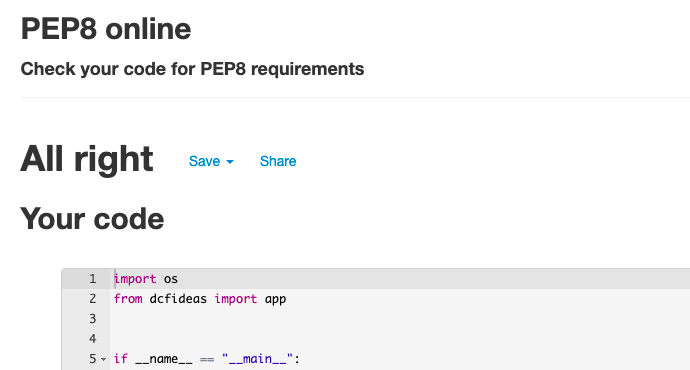 PEP8 online
Check your code for PEP8 requirements
All right Save Share
Your code
1 import os
2 from dcfideas import app
3
4
5 if __name__ == "__main__":